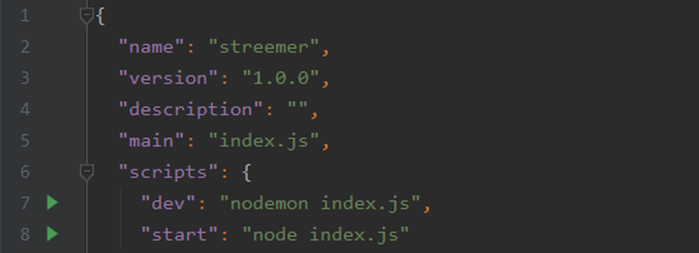 1 {
2 "name": "streemer",
3 "version": "1.0.0",
4 "description": "",
5 "main": "index.js",
6 "scripts": {
7 "dev": "nodemon index.js",
8 "start": "node index.js"